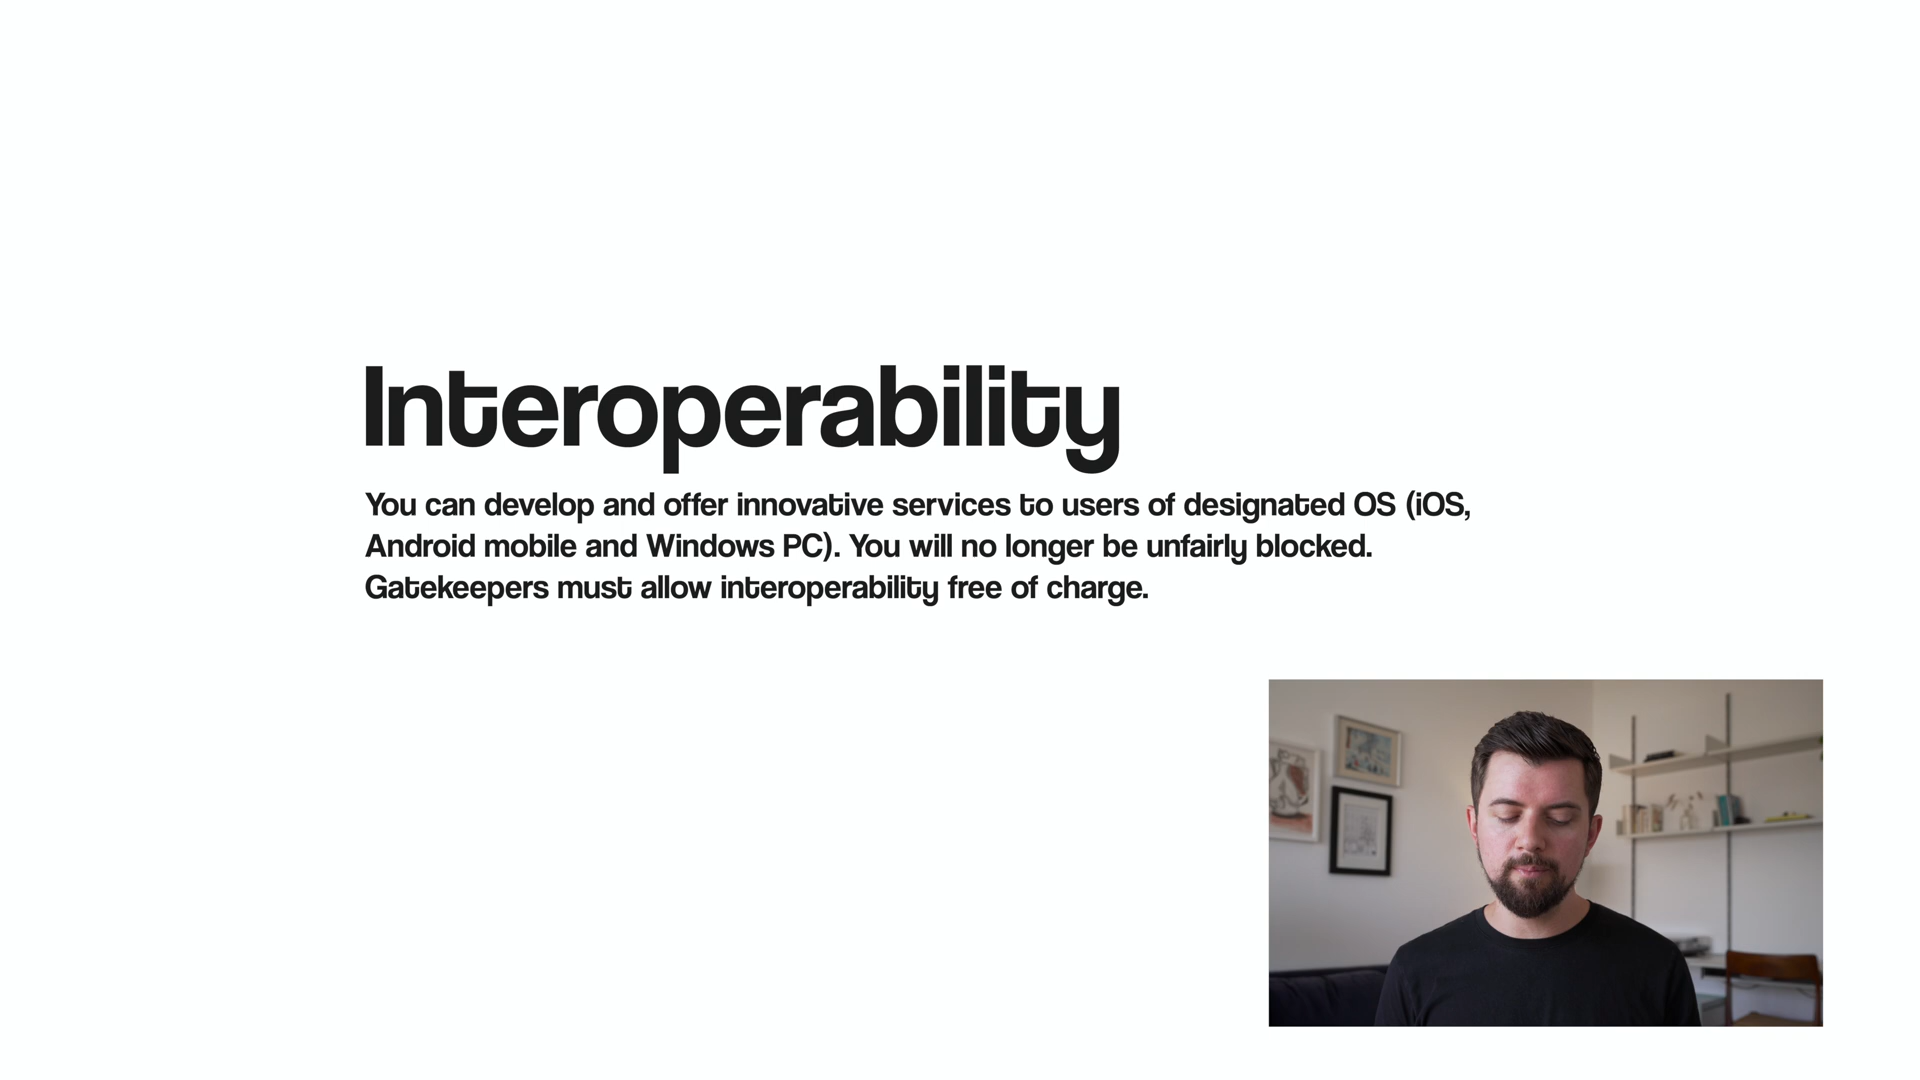 Interoperability
You can develop and offer innovative services to users of designated OS (iOS,
Android mobile and Windows PC). You will no longer be unfairly blocked.
Gatekeepers must allow interoperability free of charge.